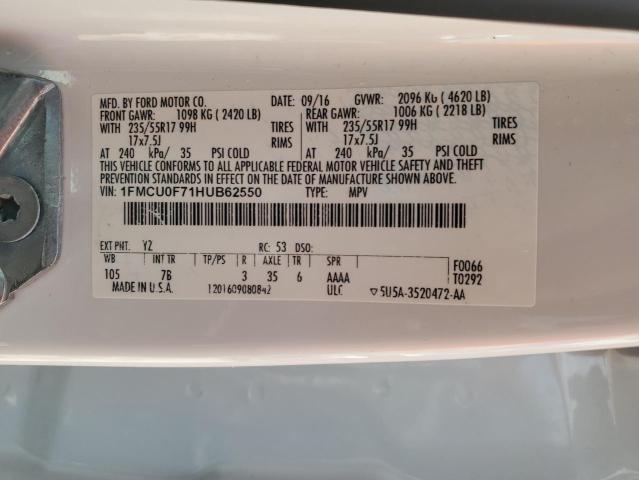 MFD. BY FORD MOTOR CO. 09/16 GVWR: 2096 KG ( 4620 LB)
FRONT GAWR: 1098 KG ( 2420 LB) REAR GAWR: 1006 KG ( 2218 LB)
WITH 235/55R17 99H TIRES WITH 235/55R17 99H TIRES
17x7.5J RIMS 17x7.5J RIMS
AT 240 kPa/ 35 PSI COLD AT 240 kPa/ 35 PSI COLD
THIS VEHICLE CONFORMS TO ALL APPLICABLE FEDERAL MOTOR VEHICLE SAFETY AND THEFT
PREVENTION STANDARDS IN EFFECT ON THE DATE OF MANUFACTURE SHOWN ABOVE.
VIN: 1FMCU0F71HUB62550 TYPE: MPV
EXT PNT: YZ RC: 53 DSO:
WB INT TR TP/PS R AXLE TR SPR F0066
105 7B 3 35 6 AAAA T0292
MADE IN U.S.A. 1201609080842 ULC ▽5U5A-3520472-AA